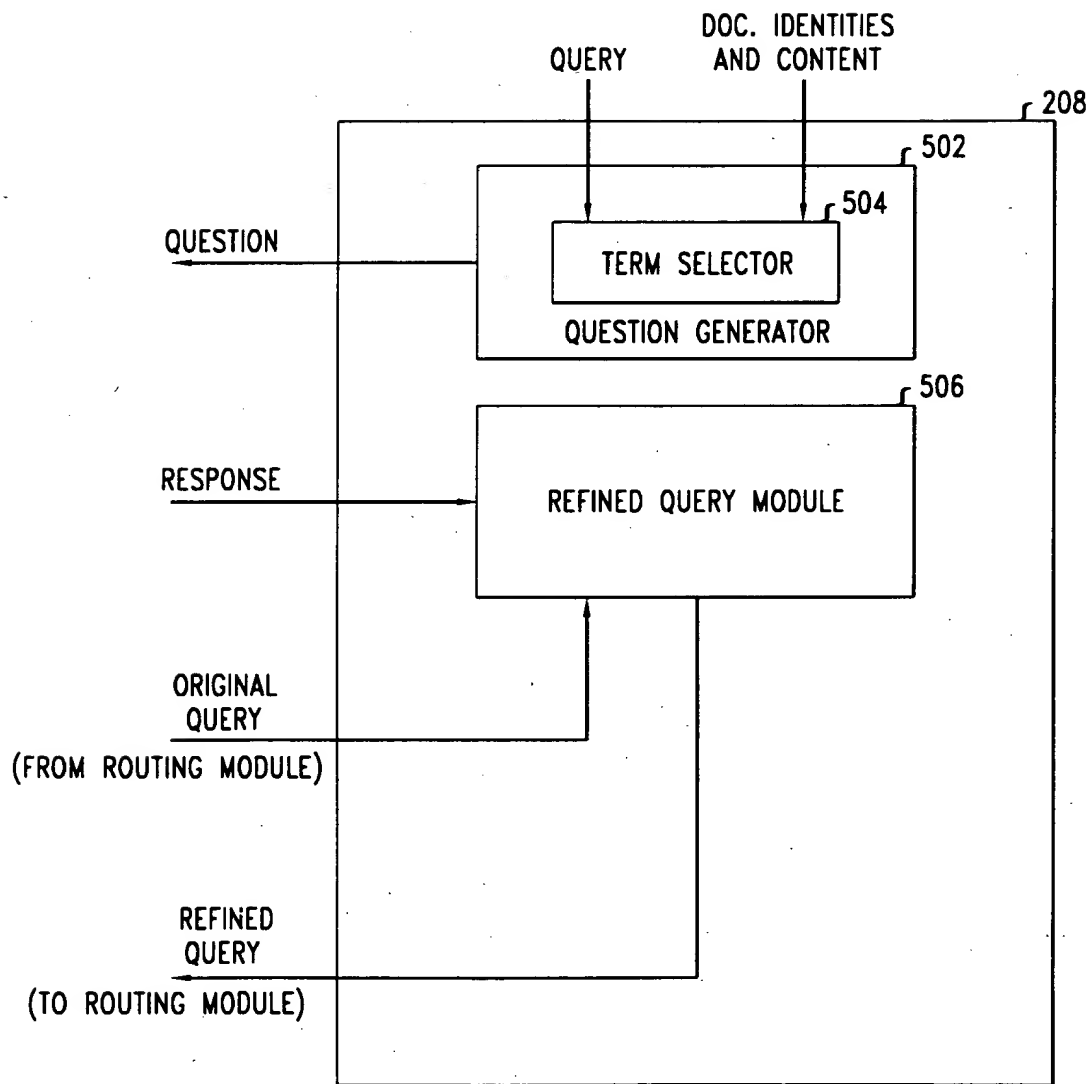 DOC. IDENTITIES
AND CONTENT
QUERY
208
502
504
TERM SELECTOR
QUESTION GENERATOR
QUESTION
506
RESPONSE
REFINED QUERY MODULE
ORIGINAL
QUERY
(FROM ROUTING MODULE)
REFINED
QUERY
(TO ROUTING MODULE)